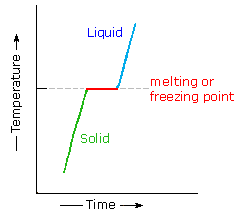 Liquid
melting or
freezing point
Solid
Temperature
Time